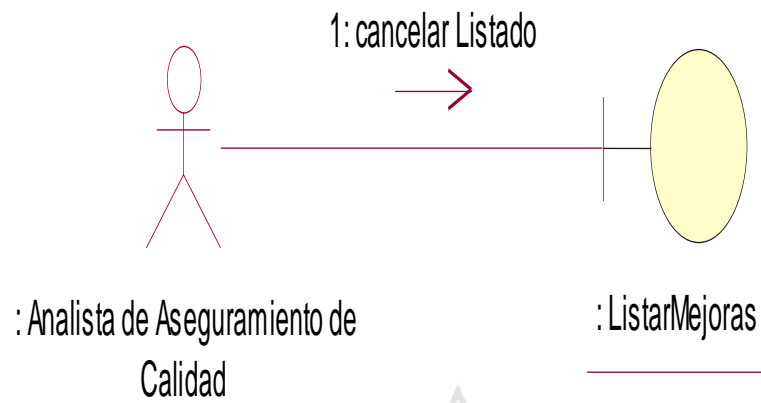 1: cancelar Listado
: Analista de Aseguramiento de
Calidad
: ListarMejoras